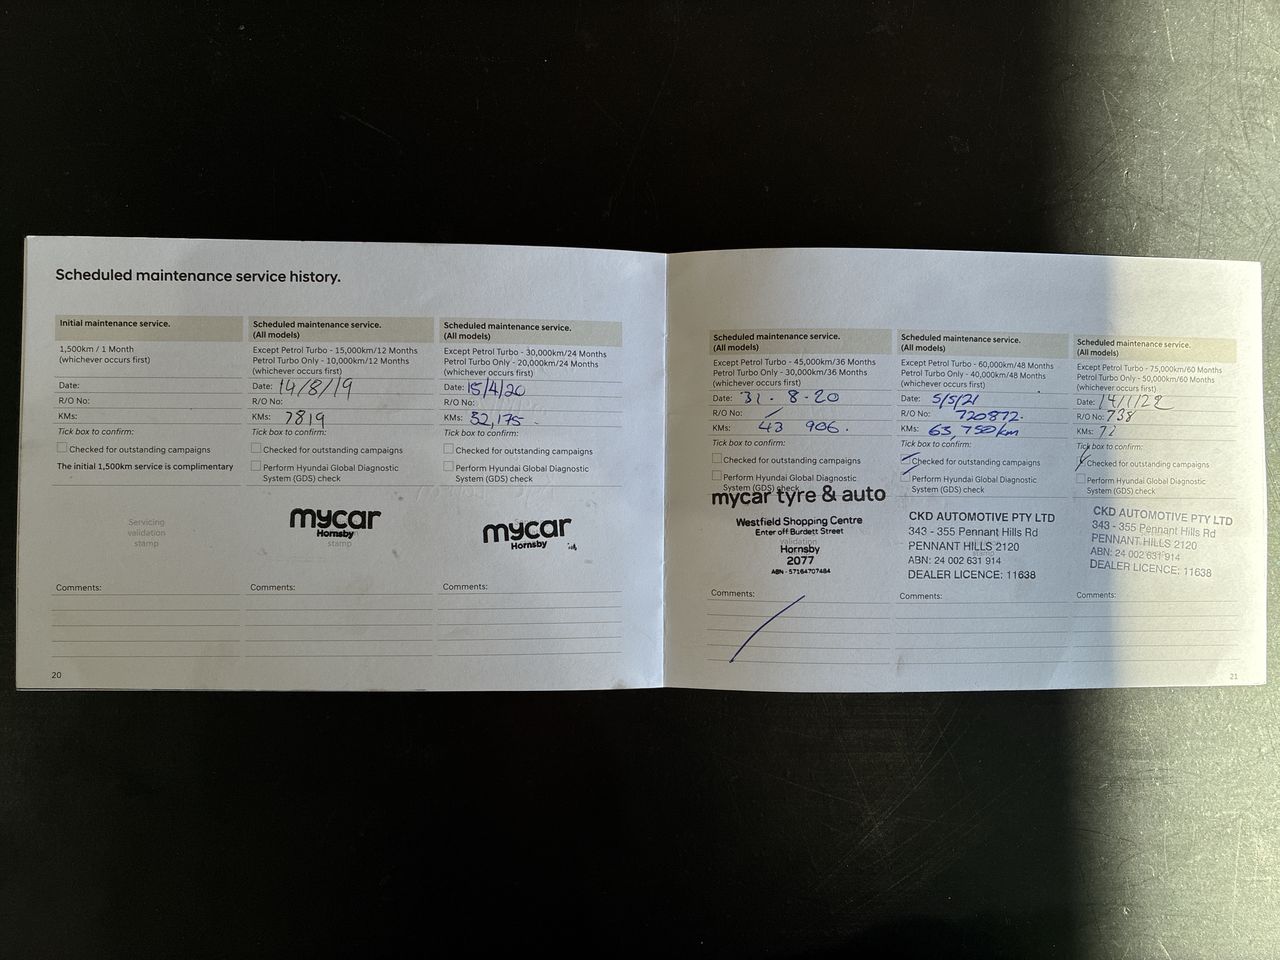 Scheduled maintenance service history.
Initial maintenance service.
1,500km / 1 Month
(whichever occurs first)
Date:
R/O No:
KMs:
Tick box to confirm:
Checked for outstanding campaigns
The initial 1,500km service is complimentary
Servicing
validation
stamp
Comments:
20
Scheduled maintenance service.
(All models)
Except Petrol Turbo - 15,000km/12 Months
Petrol Turbo Only - 10,000km/12 Months
(whichever occurs first)
Date: 14/8/19
R/O No:
KMs: 7819
Tick box to confirm:
Checked for outstanding campaigns
Perform Hyundai Global Diagnostic
System (GDS) check
mycar
Hornsby
stamp
Comments:
Scheduled maintenance service.
(All models)
Except Petrol Turbo - 30,000km/24 Months
Petrol Turbo Only - 20,000km/24 Months
(whichever occurs first)
Date: 15/4/20
R/O No:
KMs: 32,175
Tick box to confirm:
Checked for outstanding campaigns
Perform Hyundai Global Diagnostic
System (GDS) check
mycar
Hornsby
Comments:
Scheduled maintenance service.
(All models)
Except Petrol Turbo - 45,000km/36 Months
Petrol Turbo Only - 30,000km/36 Months
(whichever occurs first)
Date: 31 . 8 - 20
R/O No:
KMs: 43 906 .
Tick box to confirm:
Checked for outstanding campaigns
Perform Hyundai Global Diagnostic
System (GDS) check
mycar tyre & auto
Westfield Shopping Centre
Enter off Burdett Street
validation
Hornsby
2077
ABN - 57164707484
Comments:
Scheduled maintenance service.
(All models)
Except Petrol Turbo - 60,000km/48 Months
Petrol Turbo Only - 40,000km/48 Months
(whichever occurs first)
Date: 5/5/21
R/O No: 720872.
KMs: 63,750km
Tick box to confirm:
Checked for outstanding campaigns
Perform Hyundai Global Diagnostic
System (GDS) check
CKD AUTOMOTIVE PTY LTD
343 - 355 Pennant Hills Rd
PENNANT HILLS 2120
ABN: 24 002 631 914
DEALER LICENCE: 11638
Comments:
Scheduled maintenance service.
(All models)
Except Petrol Turbo - 75,000km/60 Months
Petrol Turbo Only - 50,000km/60 Months
(whichever occurs first)
Date: 14/1/22
R/O No: 738
KMs: 72
Tick box to confirm:
Checked for outstanding campaigns
Perform Hyundai Global Diagnostic
System (GDS) check
CKD AUTOMOTIVE PTY LTD
343 - 355 Pennant Hills Rd
PENNANT HILLS 2120
ABN: 24 002 631 914
DEALER LICENCE: 11638
Comments:
21